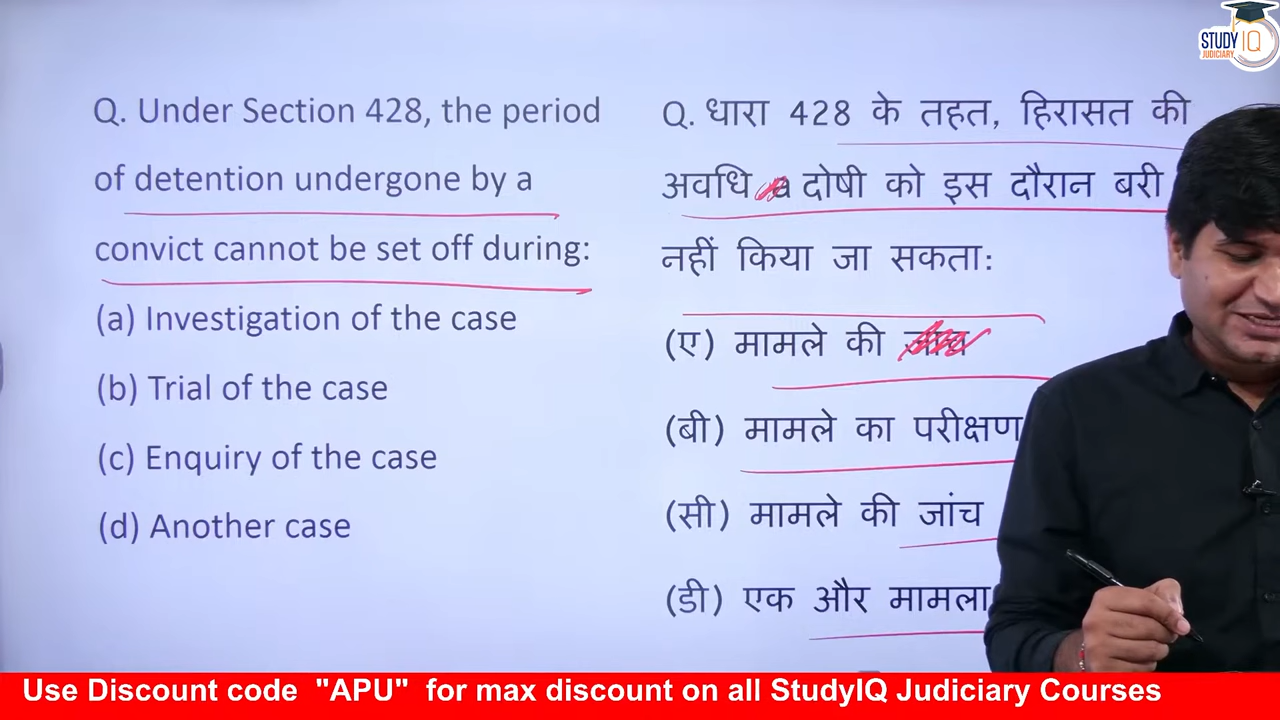 STUDY IQ
JUDICIARY
Q. Under Section 428, the period
of detention undergone by a
convict cannot be set off during:
(a) Investigation of the case
(b) Trial of the case
(c) Enquiry of the case
(d) Another case
Q. धारा 428 के तहत, हिरासत की
अवधि a दोषी को इस दौरान बरी
नहीं किया जा सकता:
(ए) मामले की जांच
(बी) मामले का परीक्षण
(सी) मामले की जांच
(डी) एक और मामला
Use Discount code "APU" for max discount on all StudyIQ Judiciary Courses